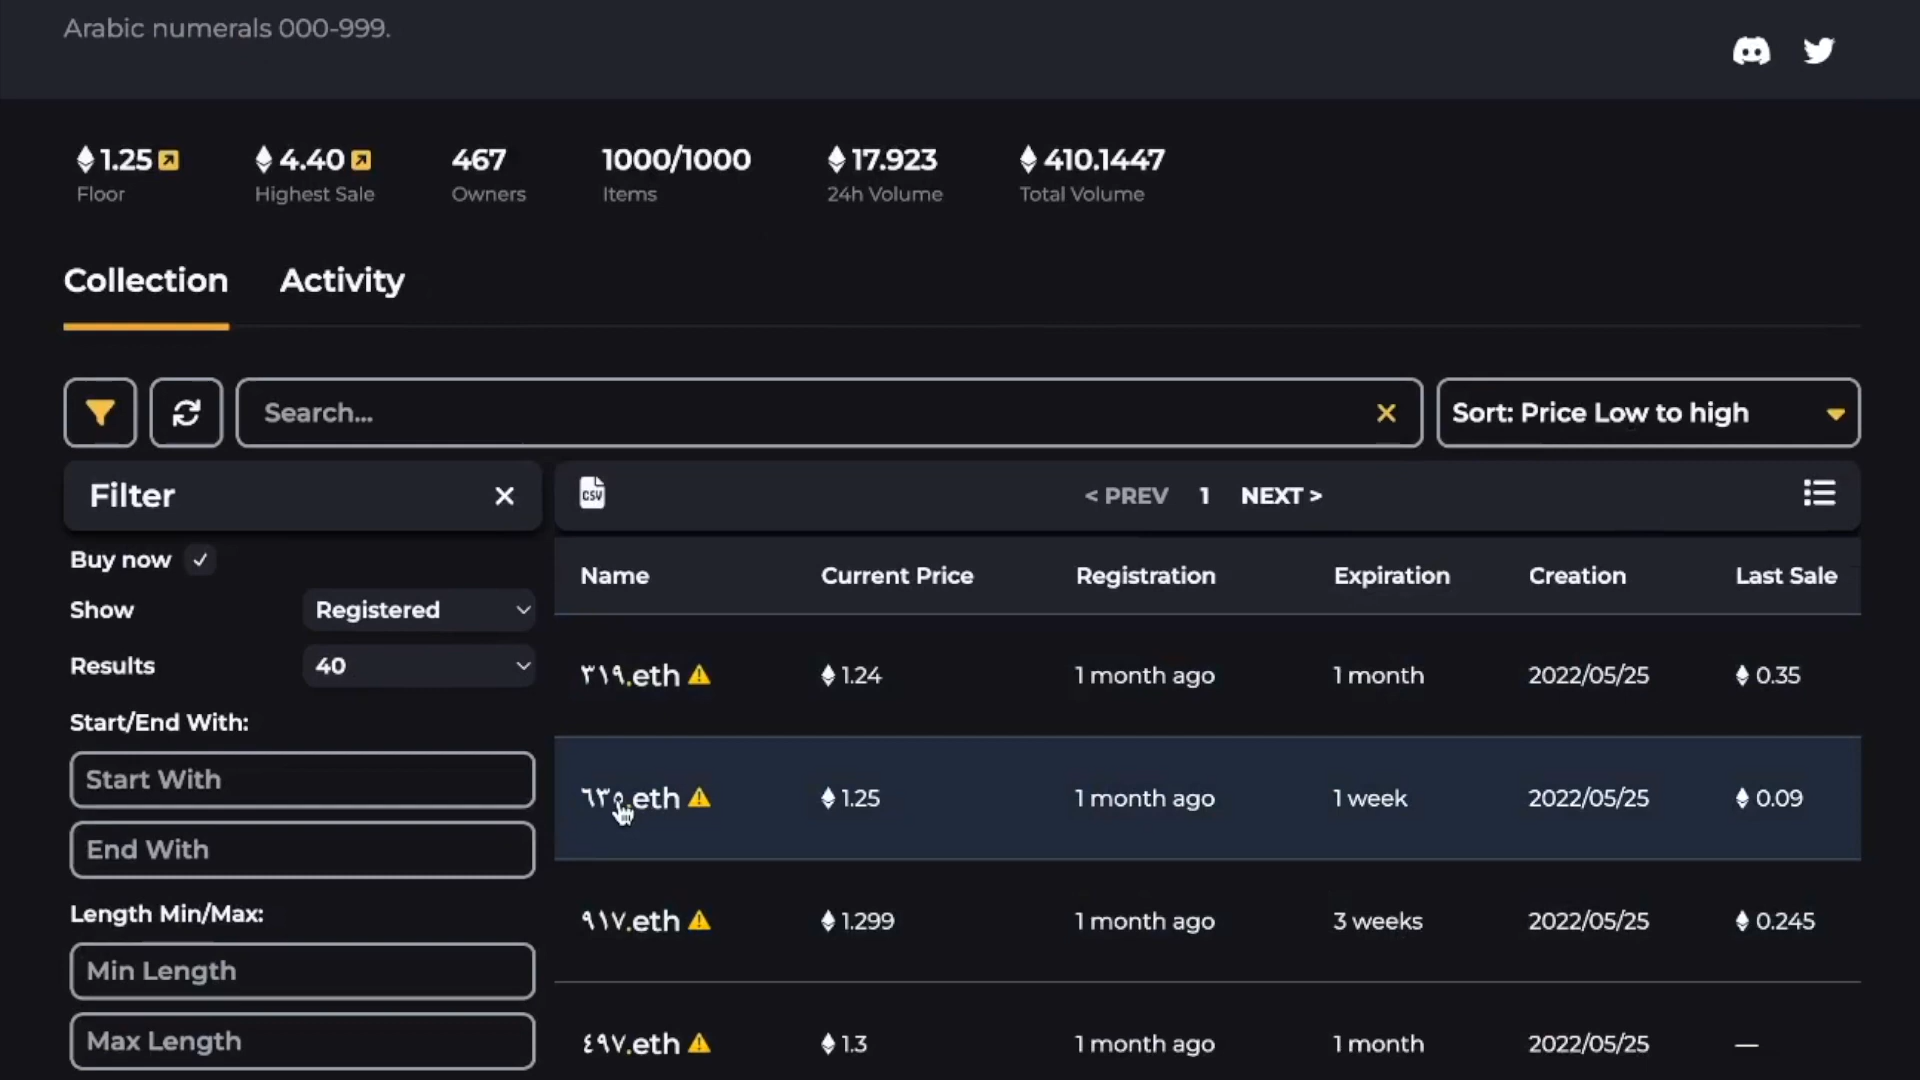 Arabic numerals 000-999.
1.25
4.40
467
1000/1000
17.923
410.1447
Floor
Highest Sale
Owners
Items
24h Volume
Total Volume
Collection
Activity
Search...
Sort: Price Low to high
Filter
CSV
< PREV 1 NEXT >
Buy now
Show
Registered
Results
40
Start/End With:
Start With
End With
Length Min/Max:
Min Length
Max Length
Name Current Price Registration Expiration Creation Last Sale
٣١٩.eth 1.24 1 month ago 1 month 2022/05/25 0.35
٦٣٥.eth 1.25 1 month ago 1 week 2022/05/25 0.09
٩١٧.eth 1.299 1 month ago 3 weeks 2022/05/25 0.245
٤٩٧.eth 1.3 1 month ago 1 month 2022/05/25 —